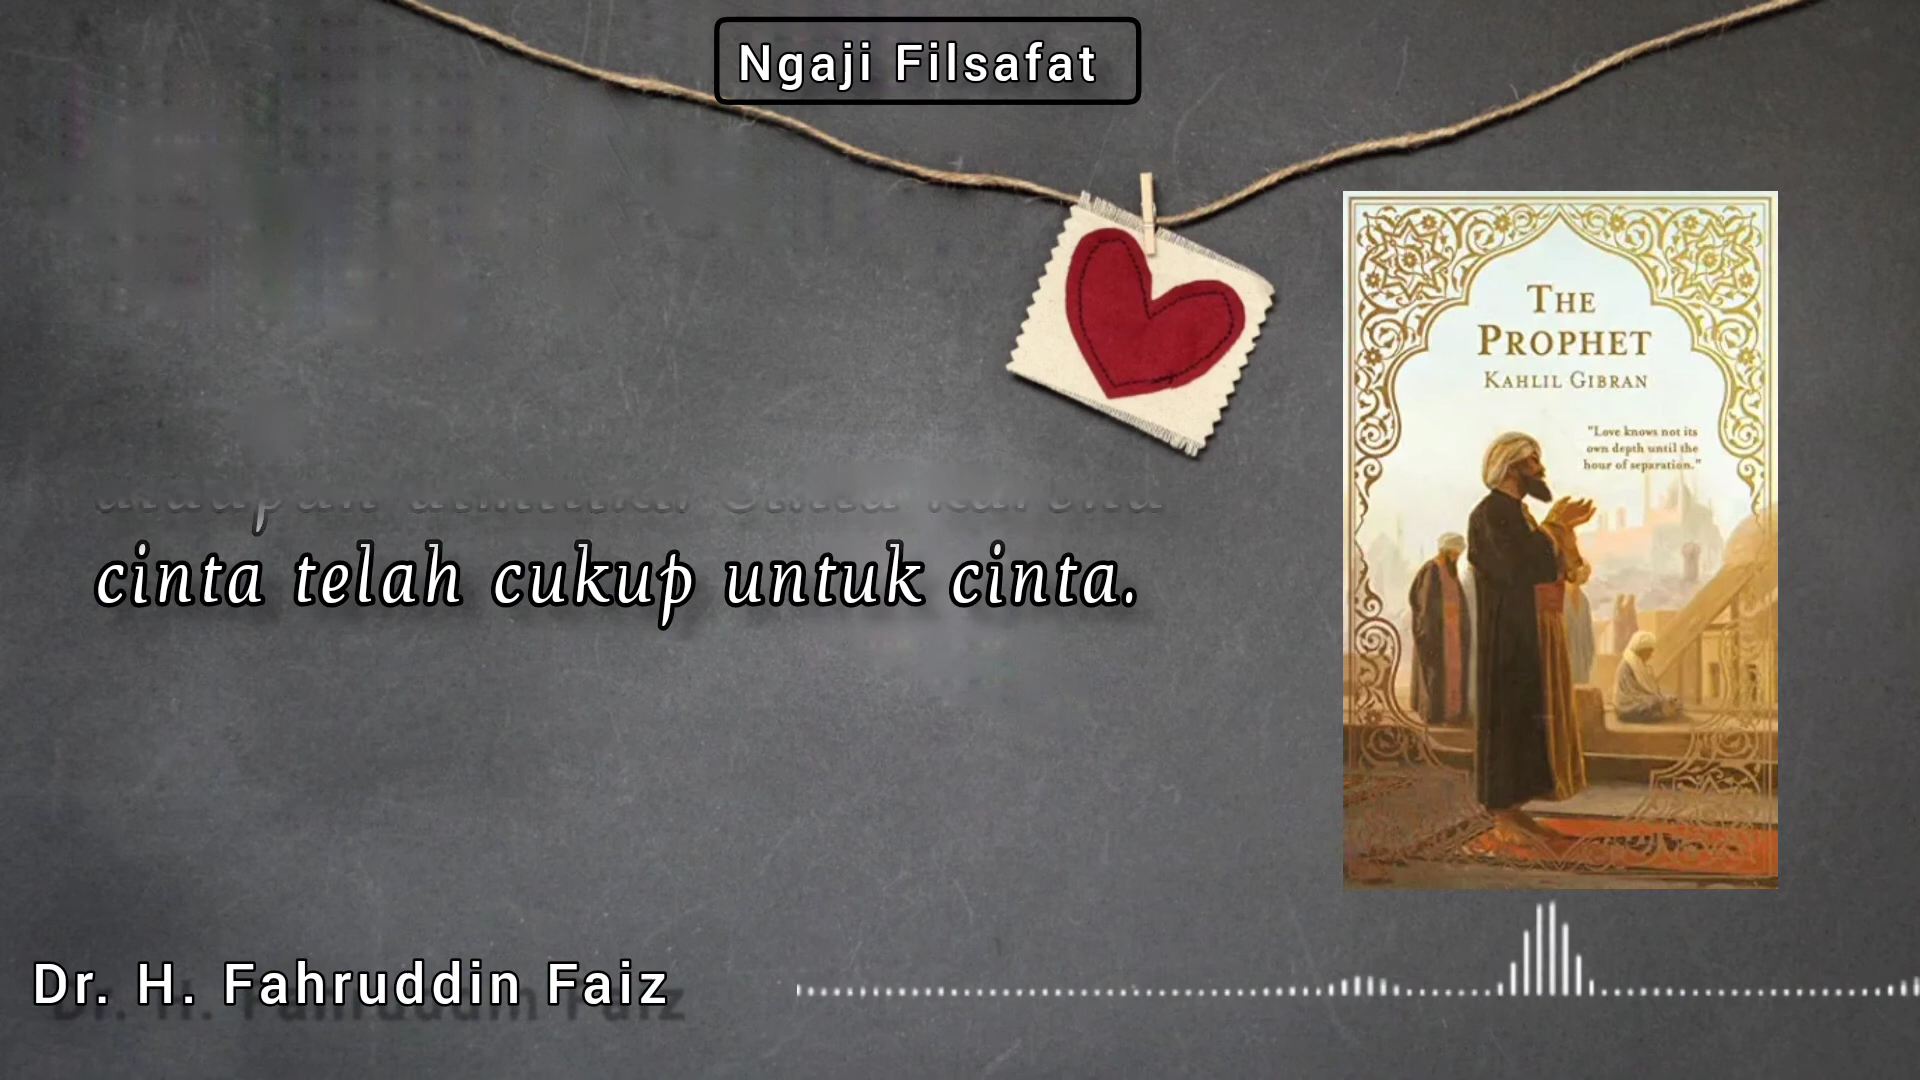 Ngaji Filsafat
THE
PROPHET
KAHLIL GIBRAN
"Love knows not its
own depth until the
hour of separation."
cinta telah cukup untuk cinta.
Dr. H. Fahruddin Faiz